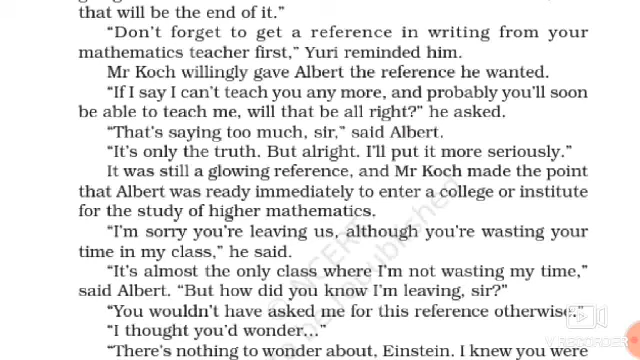 that will be the end of it.”
“Don’t forget to get a reference in writing from your
mathematics teacher first,” Yuri reminded him.
Mr Koch willingly gave Albert the reference he wanted.
“If I say I can’t teach you any more, and probably you’ll soon
be able to teach me, will that be all right?” he asked.
“That’s saying too much, sir,” said Albert.
“It’s only the truth. But alright. I’ll put it more seriously.”
It was still a glowing reference, and Mr Koch made the point
that Albert was ready immediately to enter a college or institute
for the study of higher mathematics.
“I’m sorry you’re leaving us, although you’re wasting your
time in my class,” he said.
“It’s almost the only class where I’m not wasting my time,”
said Albert. “But how did you know I’m leaving, sir?”
“You wouldn’t have asked me for this reference otherwise.”
“I thought you’d wonder...”
“There’s nothing to wonder about, Einstein. I knew you were
NCERT
published
V RECORDER